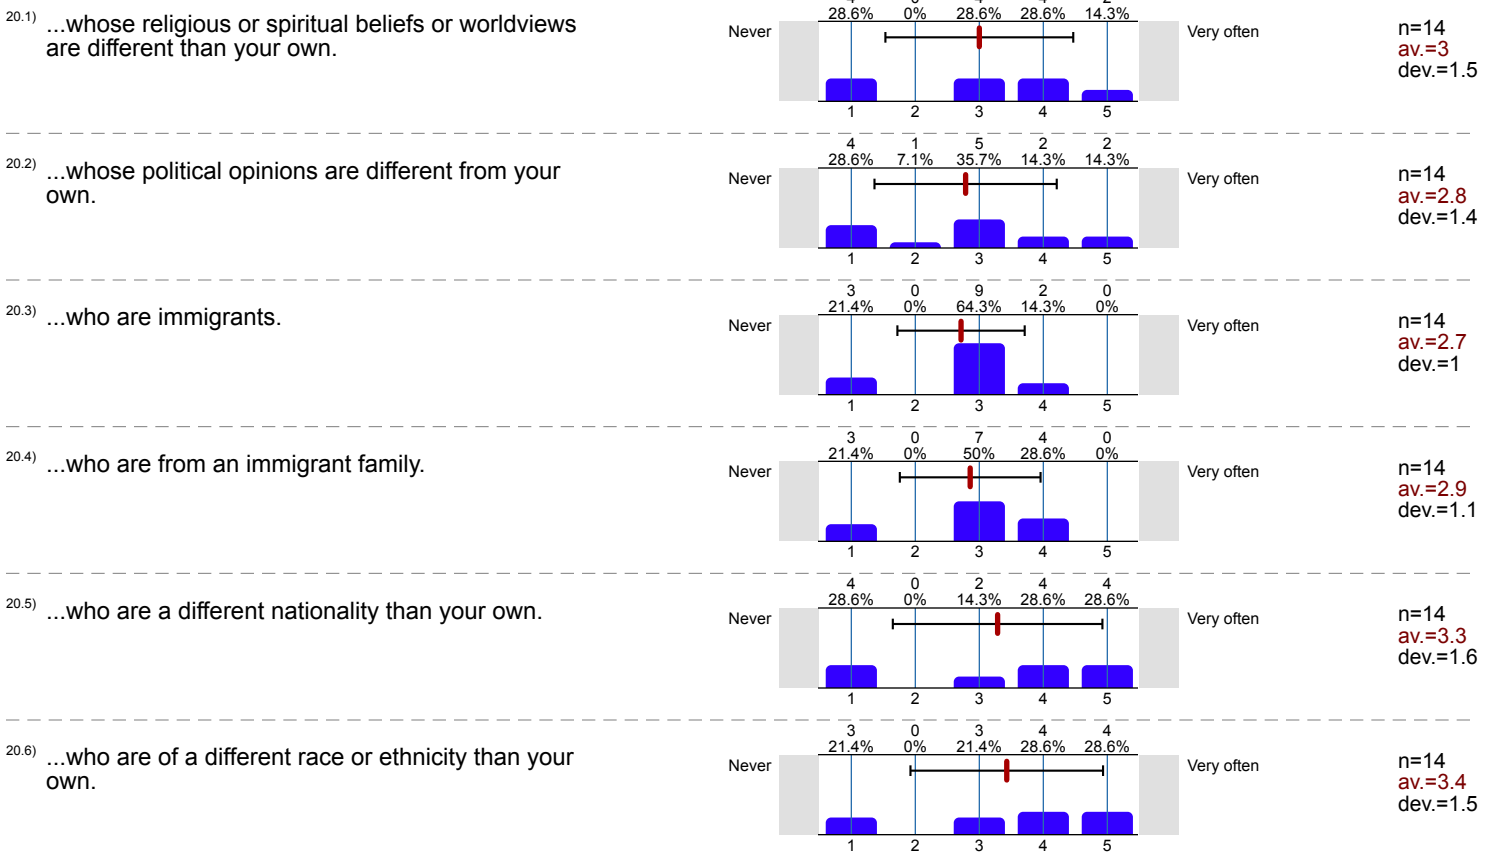 28.6% 0% 28.6% 28.6% 14.3%
20.1) ...whose religious or spiritual beliefs or worldviews
are different than your own.
Never Very often
n=14
av.=3
dev.=1.5
1 2 3 4 5
4 1 5 2 2
28.6% 7.1% 35.7% 14.3% 14.3%
20.2) ...whose political opinions are different from your
own.
Never Very often
n=14
av.=2.8
dev.=1.4
1 2 3 4 5
3 0 9 2 0
21.4% 0% 64.3% 14.3% 0%
20.3) ...who are immigrants.
Never Very often
n=14
av.=2.7
dev.=1
1 2 3 4 5
3 0 7 4 0
21.4% 0% 50% 28.6% 0%
20.4) ...who are from an immigrant family.
Never Very often
n=14
av.=2.9
dev.=1.1
1 2 3 4 5
4 0 2 4 4
28.6% 0% 14.3% 28.6% 28.6%
20.5) ...who are a different nationality than your own.
Never Very often
n=14
av.=3.3
dev.=1.6
1 2 3 4 5
3 0 3 4 4
21.4% 0% 21.4% 28.6% 28.6%
20.6) ...who are of a different race or ethnicity than your
own.
Never Very often
n=14
av.=3.4
dev.=1.5
1 2 3 4 5